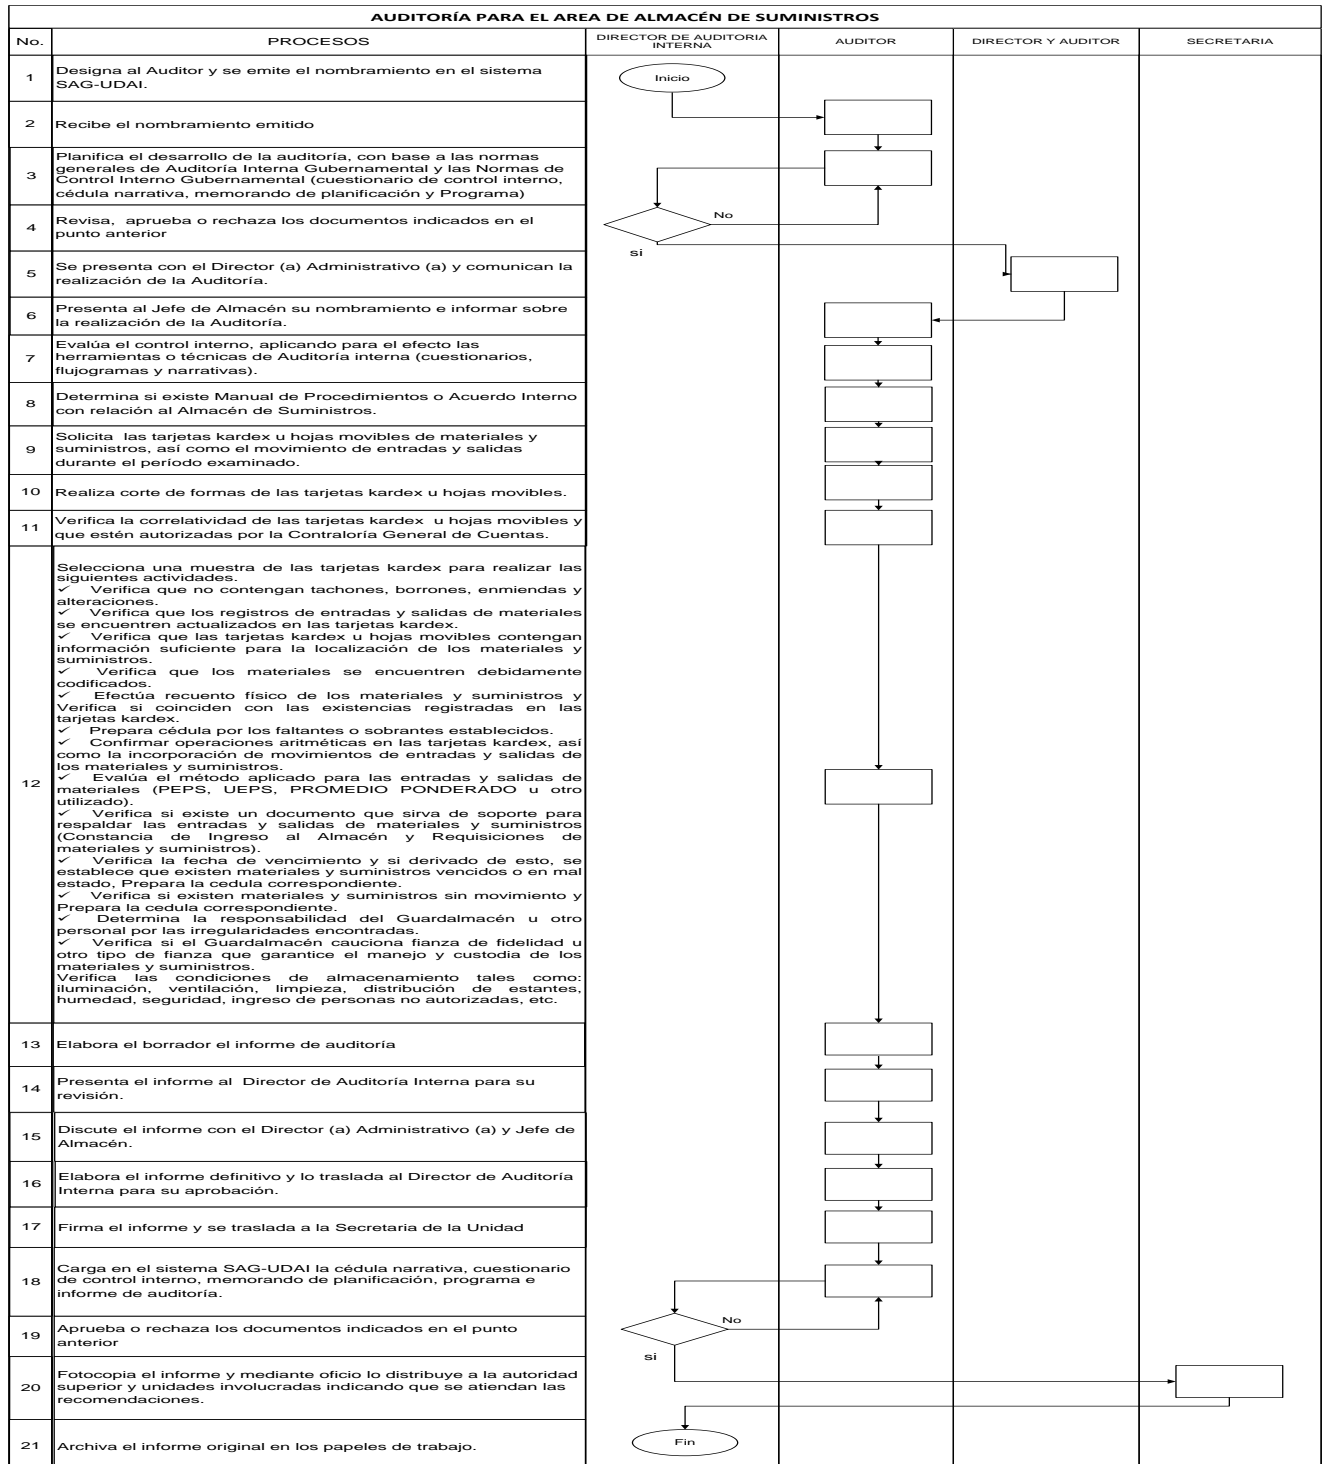 AUDITORÍA PARA EL AREA DE ALMACÉN DE SUMINISTROS
No.
PROCESOS
DIRECTOR DE AUDITORIA
INTERNA
AUDITOR
DIRECTOR Y AUDITOR
SECRETARIA
1
Designa al Auditor y se emite el nombramiento en el sistema
SAG-UDAI.
Inicio
2
Recibe el nombramiento emitido
3
Planifica el desarrollo de la auditoría, con base a las normas
generales de Auditoría Interna Gubernamental y las Normas de
Control Interno Gubernamental (cuestionario de control interno,
cédula narrativa, memorando de planificación y Programa)
4
Revisa, aprueba o rechaza los documentos indicados en el
punto anterior
No
si
5
Se presenta con el Director (a) Administrativo (a) y comunican la
realización de la Auditoría.
6
Presenta al Jefe de Almacén su nombramiento e informar sobre
la realización de la Auditoría.
7
Evalúa el control interno, aplicando para el efecto las
herramientas o técnicas de Auditoría interna (cuestionarios,
flujogramas y narrativas).
8
Determina si existe Manual de Procedimientos o Acuerdo Interno
con relación al Almacén de Suministros.
9
Solicita las tarjetas kardex u hojas movibles de materiales y
suministros, así como el movimiento de entradas y salidas
durante el período examinado.
10
Realiza corte de formas de las tarjetas kardex u hojas movibles.
11
Verifica la correlatividad de las tarjetas kardex u hojas movibles y
que estén autorizadas por la Contraloría General de Cuentas.
12
Selecciona una muestra de las tarjetas kardex para realizar las
siguientes actividades.
✓ Verifica que no contengan tachones, borrones, enmiendas y
alteraciones.
✓ Verifica que los registros de entradas y salidas de materiales
se encuentren actualizados en las tarjetas kardex.
✓ Verifica que las tarjetas kardex u hojas movibles contengan
información suficiente para la localización de los materiales y
suministros.
✓ Verifica que los materiales se encuentren debidamente
codificados.
✓ Efectúa recuento físico de los materiales y suministros y
Verifica si coinciden con las existencias registradas en las
tarjetas kardex.
✓ Prepara cédula por los faltantes o sobrantes establecidos.
✓ Confirmar operaciones aritméticas en las tarjetas kardex, así
como la incorporación de movimientos de entradas y salidas de
los materiales y suministros.
✓ Evalúa el método aplicado para las entradas y salidas de
materiales (PEPS, UEPS, PROMEDIO PONDERADO u otro
utilizado).
✓ Verifica si existe un documento que sirva de soporte para
respaldar las entradas y salidas de materiales y suministros
(Constancia de Ingreso al Almacén y Requisiciones de
materiales y suministros).
✓ Verifica la fecha de vencimiento y si derivado de esto, se
establece que existen materiales y suministros vencidos o en mal
estado, Prepara la cedula correspondiente.
✓ Verifica si existen materiales y suministros sin movimiento y
Prepara la cedula correspondiente.
✓ Determina la responsabilidad del Guardalmacén u otro
personal por las irregularidades encontradas.
✓ Verifica si el Guardalmacén cauciona fianza de fidelidad u
otro tipo de fianza que garantice el manejo y custodia de los
materiales y suministros.
Verifica las condiciones de almacenamiento tales como:
iluminación, ventilación, limpieza, distribución de estantes,
humedad, seguridad, ingreso de personas no autorizadas, etc.
13
Elabora el borrador el informe de auditoría
14
Presenta el informe al Director de Auditoría Interna para su
revisión.
15
Discute el informe con el Director (a) Administrativo (a) y Jefe de
Almacén.
16
Elabora el informe definitivo y lo traslada al Director de Auditoría
Interna para su aprobación.
17
Firma el informe y se traslada a la Secretaria de la Unidad
18
Carga en el sistema SAG-UDAI la cédula narrativa, cuestionario
de control interno, memorando de planificación, programa e
informe de auditoría.
19
Aprueba o rechaza los documentos indicados en el punto
anterior
No
si
20
Fotocopia el informe y mediante oficio lo distribuye a la autoridad
superior y unidades involucradas indicando que se atiendan las
recomendaciones.
21
Archiva el informe original en los papeles de trabajo.
Fin